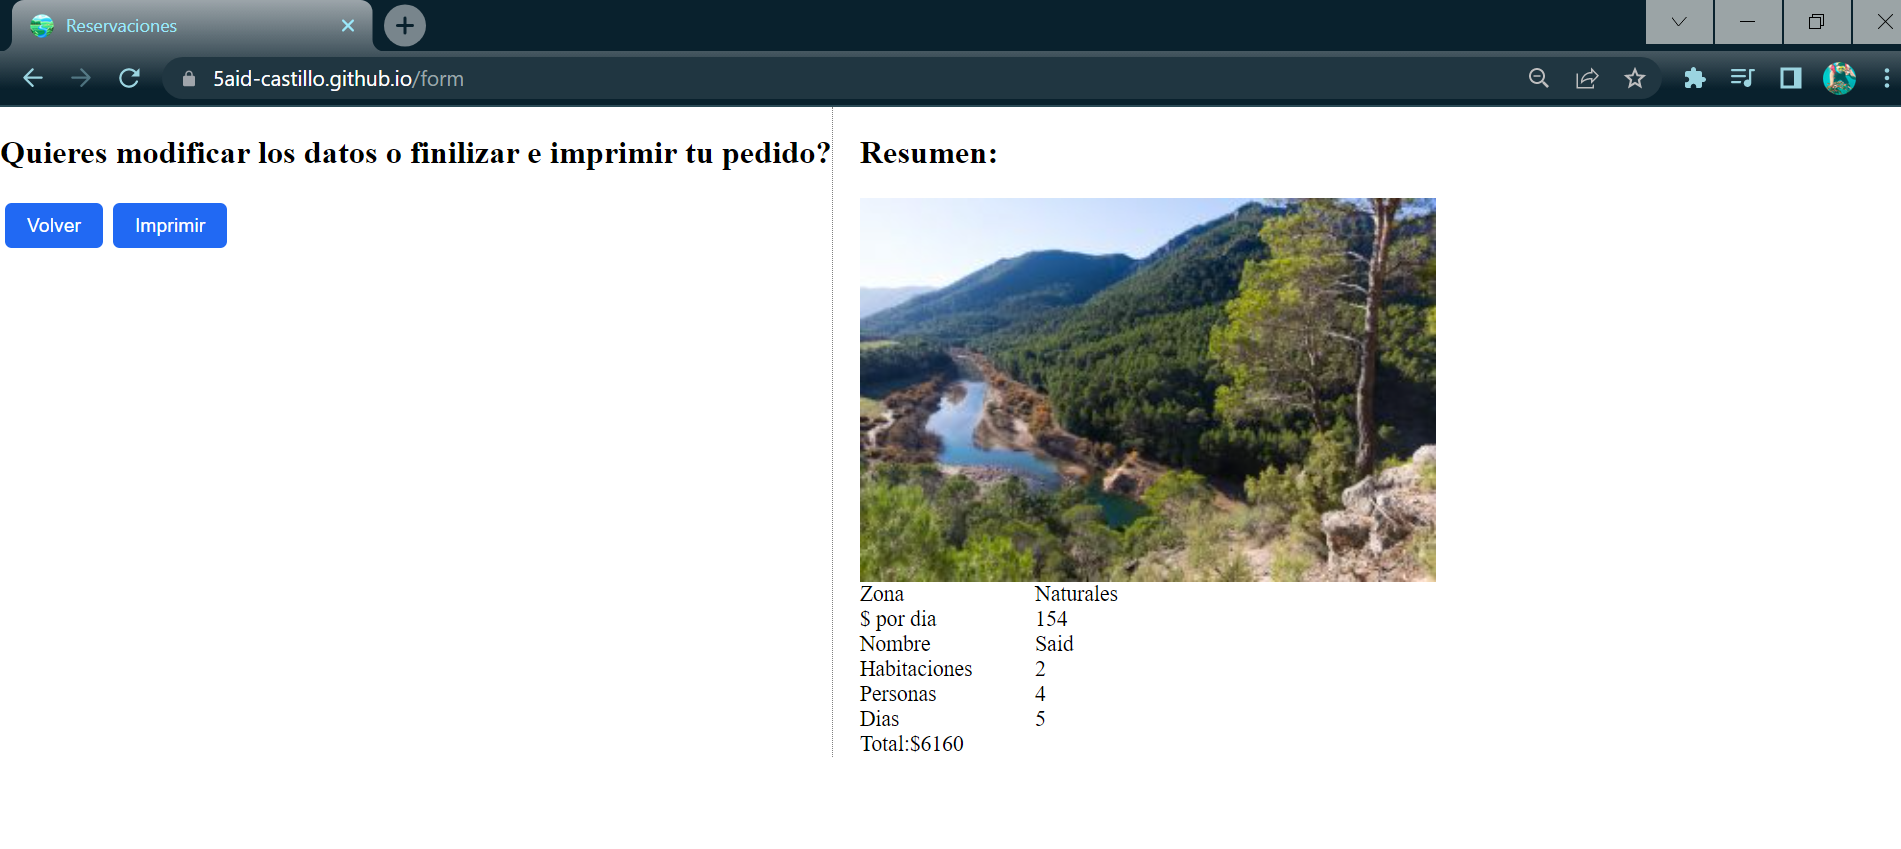 Reservaciones
5aid-castillo.github.io/form
Quieres modificar los datos o finilizar e imprimir tu pedido?
Volver Imprimir
Resumen:
Zona Naturales
$ por dia 154
Nombre Said
Habitaciones 2
Personas 4
Dias 5
Total:$6160